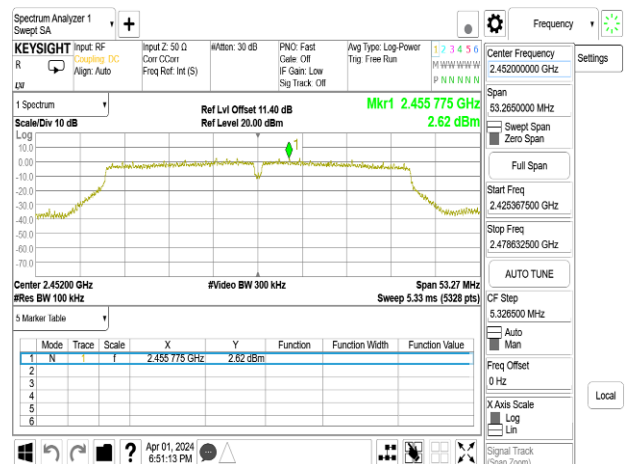 Spectrum Analyzer 1
Swept SA
+
Frequency
KEYSIGHT
R
LXI
Input: RF
Coupling: DC
Align: Auto
Input Z: 50 Ω
Corr CCorr
Freq Ref: Int (S)
#Atten: 30 dB
PNO: Fast
Gate: Off
IF Gain: Low
Sig Track: Off
Avg Type: Log-Power
Trig: Free Run
1 2 3 4 5 6
M W W W W W
P N N N N N
1 Spectrum
Scale/Div 10 dB
Ref Lvl Offset 11.40 dB
Ref Level 20.00 dBm
Mkr1 2.455 775 GHz
2.62 dBm
Log
10.0
0.00
-10.0
-20.0
-30.0
-40.0
-50.0
-60.0
-70.0
1
Center 2.45200 GHz
#Res BW 100 kHz
#Video BW 300 kHz
Span 53.27 MHz
Sweep 5.33 ms (5328 pts)
5 Marker Table
Mode Trace Scale X Y Function Function Width Function Value
1 N 1 f 2.455 775 GHz 2.62 dBm
2
3
4
5
6
?
Apr 01, 2024
6:51:13 PM
Center Frequency
2.452000000 GHz
Settings
Span
53.2650000 MHz
Swept Span
Zero Span
Full Span
Start Freq
2.425367500 GHz
Stop Freq
2.478632500 GHz
AUTO TUNE
CF Step
5.326500 MHz
Auto
Man
Freq Offset
0 Hz
X Axis Scale
Log
Lin
Local
Signal Track
(Span Zoom)